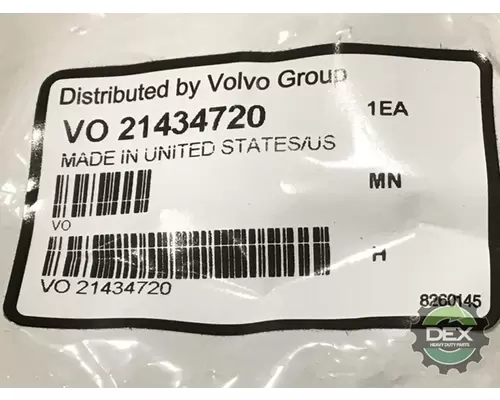 Distributed by Volvo Group
VO 21434720
1EA
MADE IN UNITED STATES/US
MN
VO
H
VO 21434720
8260145
DEX
HEAVY DUTY PARTS